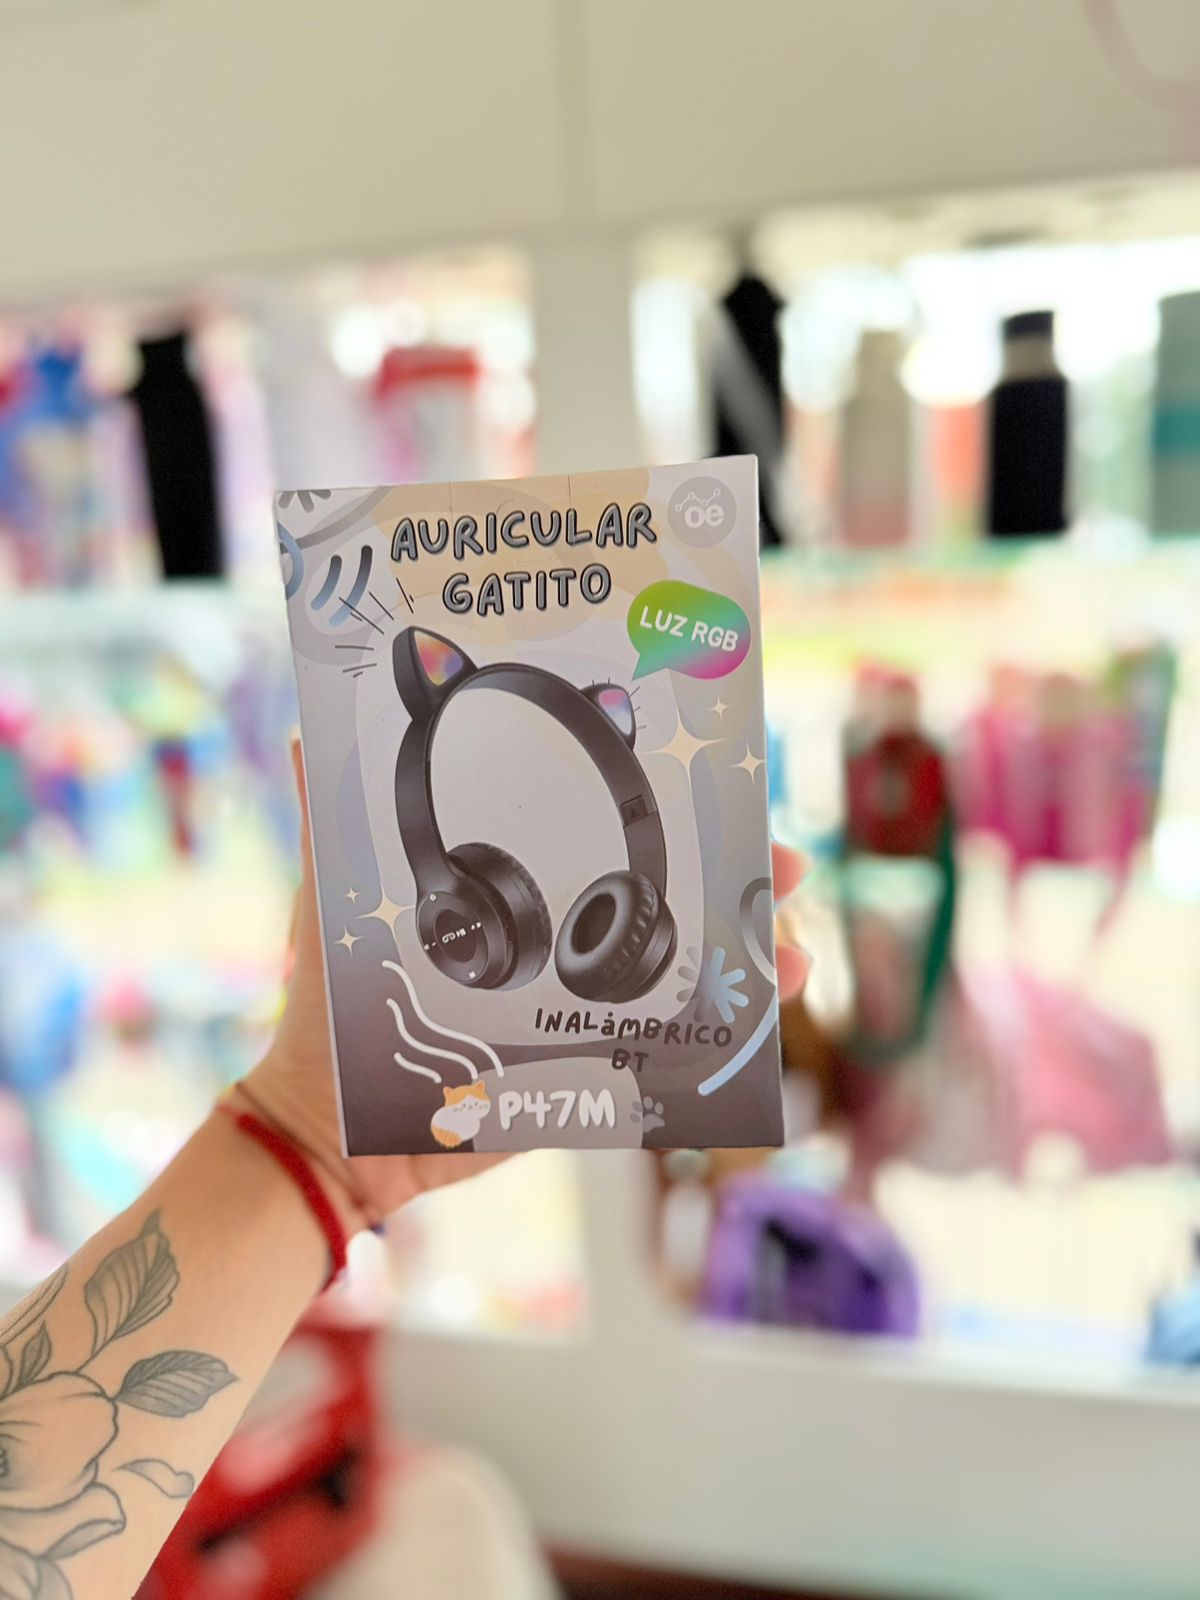 AURICULAR
GATITO
oe
LUZ RGB
INALáMBRICO
BT
P47M